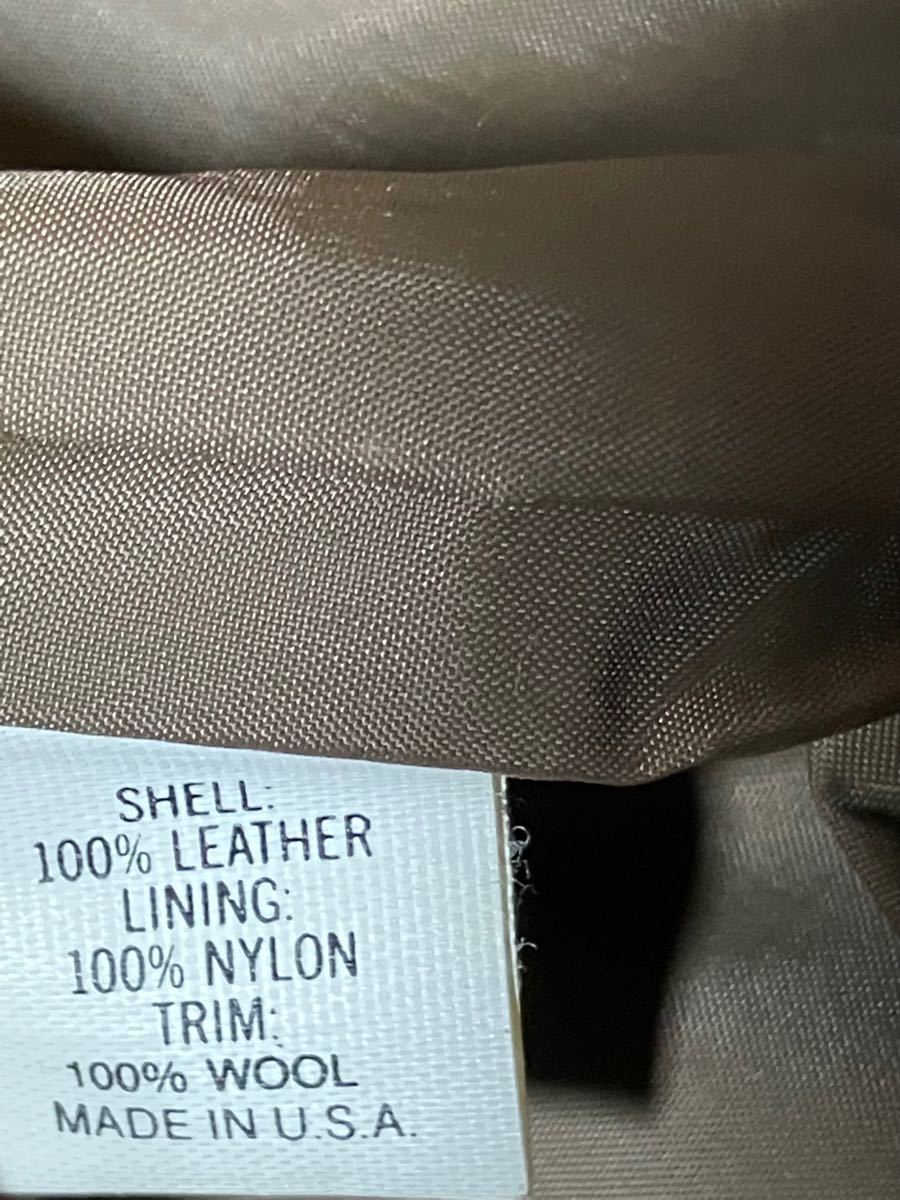 SHELL:
100% LEATHER
LINING:
100% NYLON
TRIM:
100% WOOL
MADE IN U.S.A.